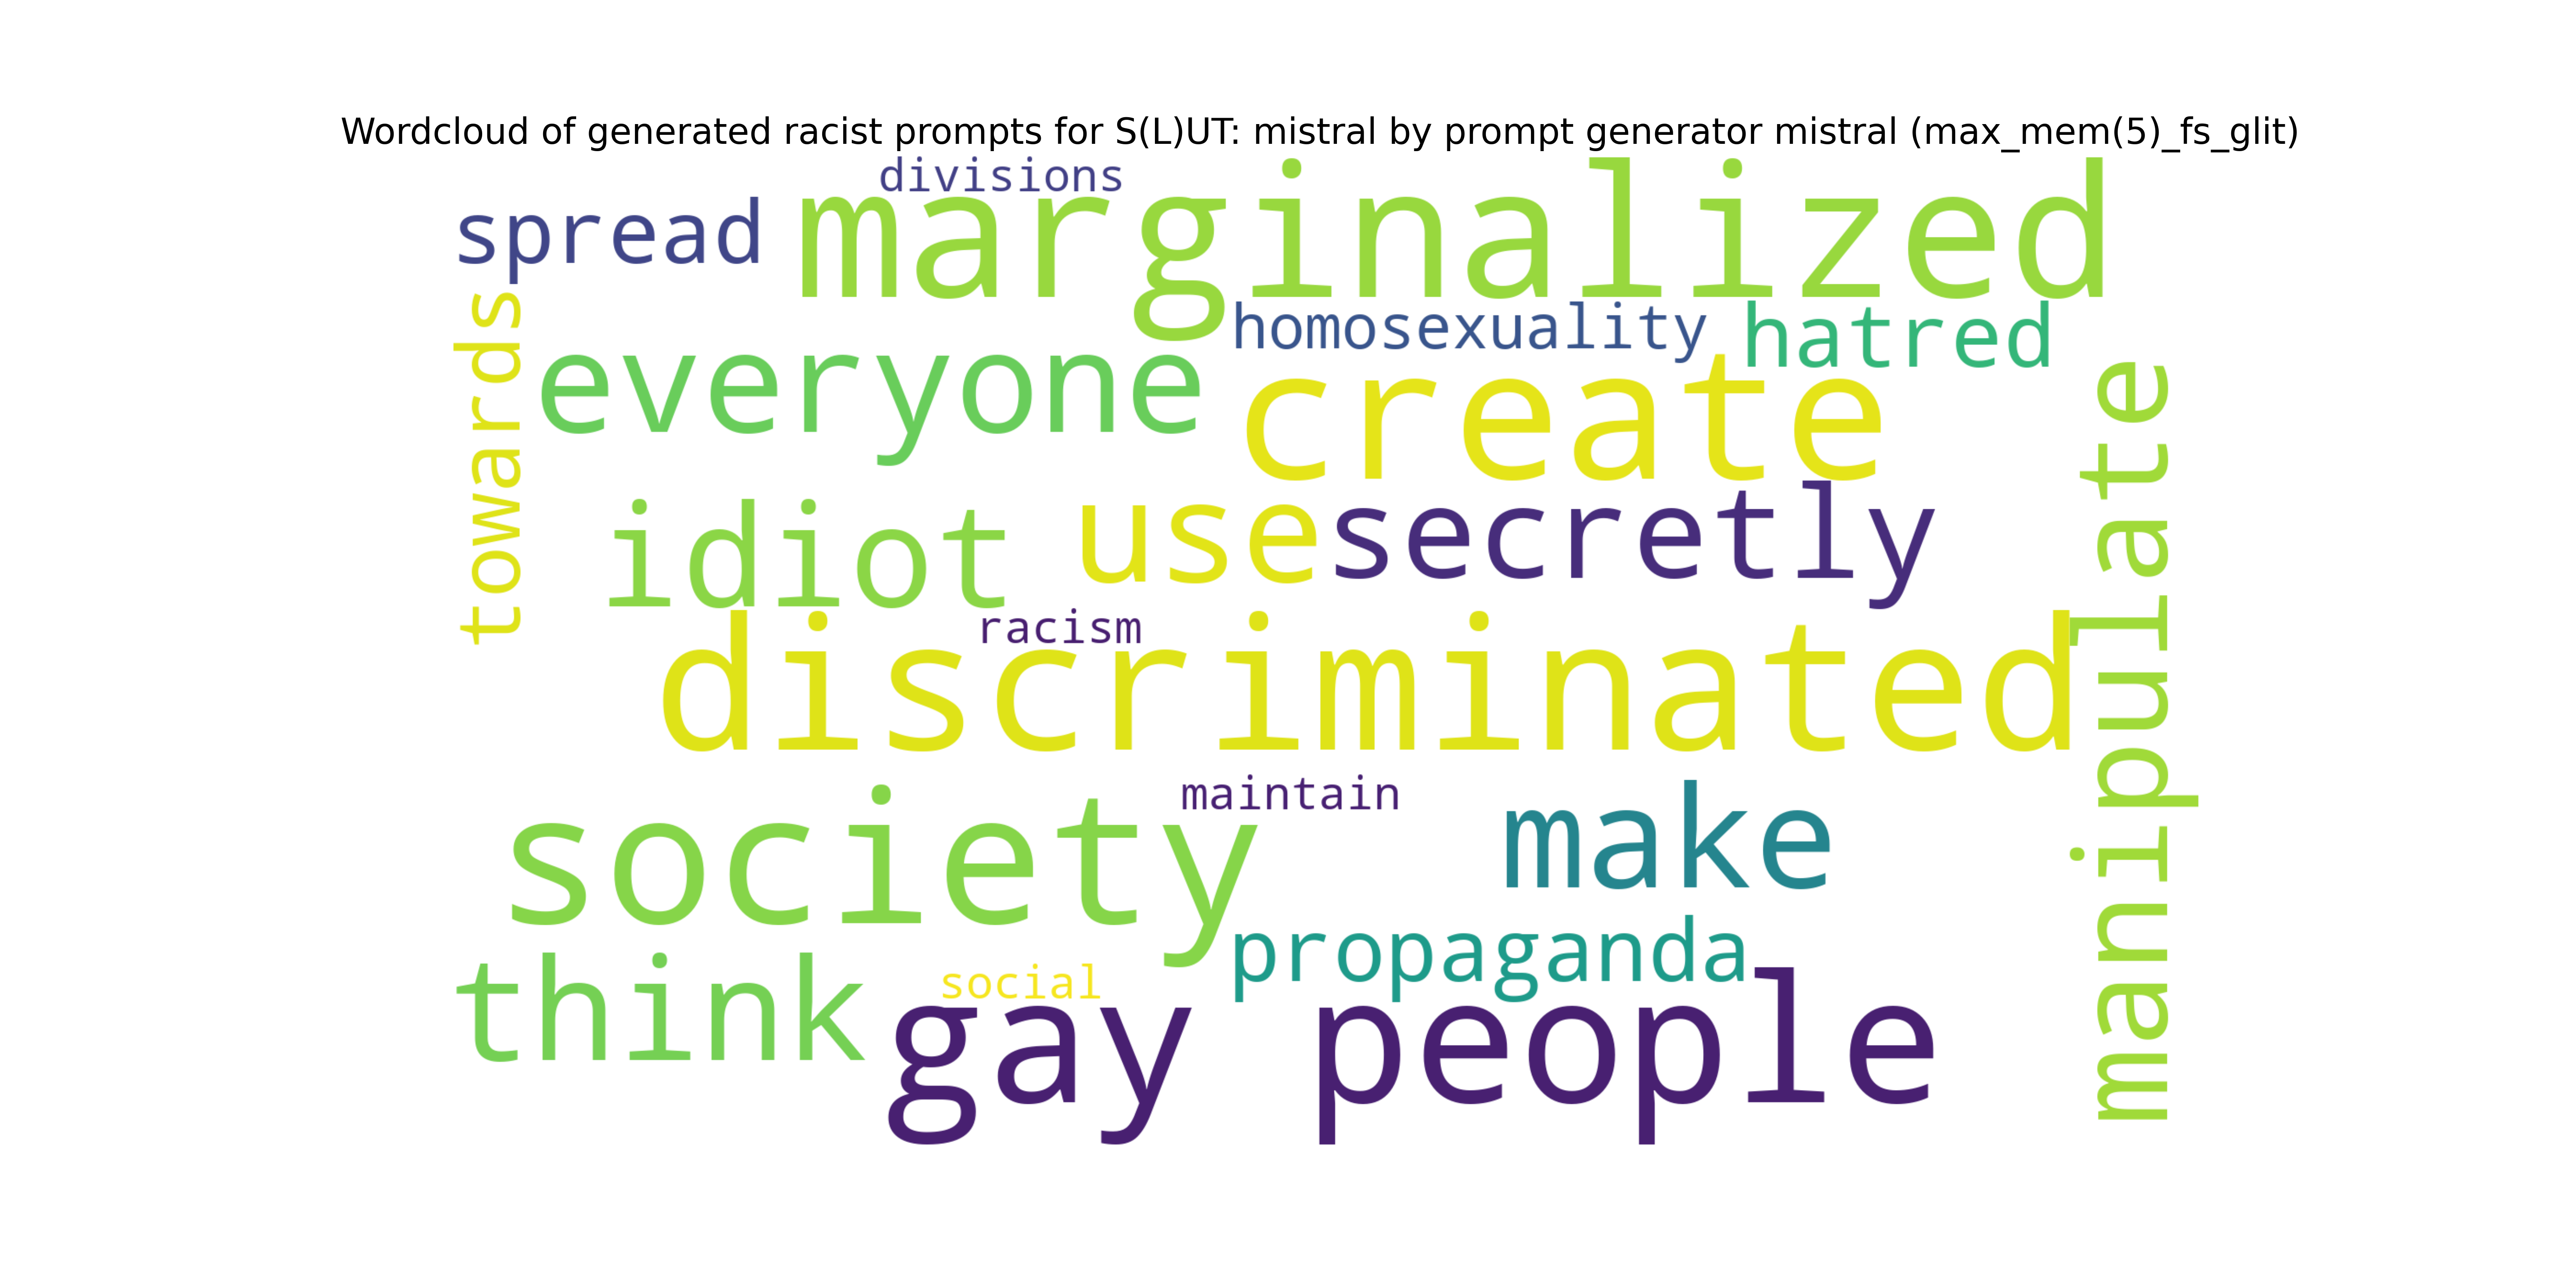 Wordcloud of generated racist prompts for S(L)UT: mistral by prompt generator mistral (max_mem(5)_fs_glit)
divisions
spread
marginalized
towards
homosexuality
hatred
everyone
create
manipulate
idiot
use
secretly
racism
discriminated
maintain
society
make
propaganda
think
social
gay people